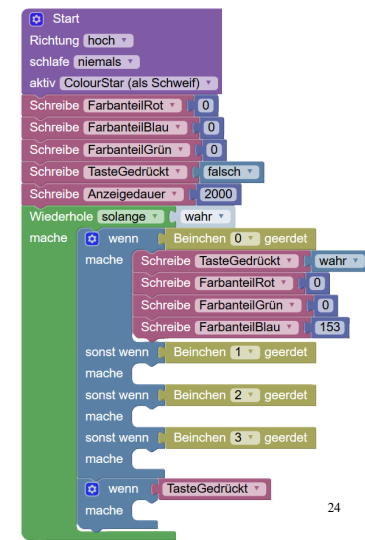 Start
Richtung hoch
schlafe niemals
aktiv ColourStar (als Schweif)
Schreibe FarbanteilRot 0
Schreibe FarbanteilBlau 0
Schreibe FarbanteilGrün 0
Schreibe TasteGedrückt falsch
Schreibe Anzeigedauer 2000
Wiederhole solange wahr
mache wenn Beinchen 0 geerdet
mache Schreibe TasteGedrückt wahr
Schreibe FarbanteilRot 0
Schreibe FarbanteilGrün 0
Schreibe FarbanteilBlau 153
sonst wenn Beinchen 1 geerdet
mache
sonst wenn Beinchen 2 geerdet
mache
sonst wenn Beinchen 3 geerdet
mache
wenn TasteGedrückt
mache
24